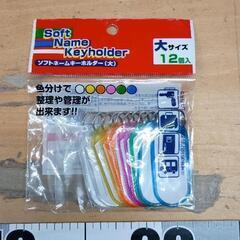 Soft
Name
Keyholder
大サイズ
12個入
ソフトネームキーホルダー(大)
色分けで
整理や管理が
出来ます!!